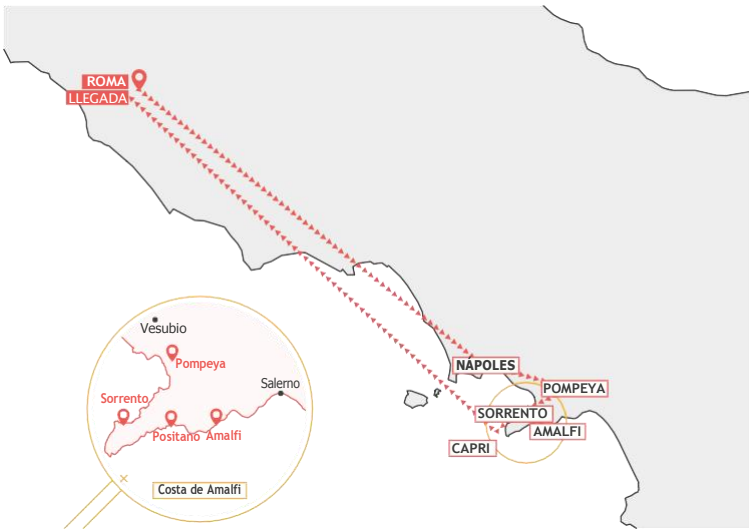 ROMA
LLEGADA
NÁPOLES
POMPEYA
SORRENTO
AMALFI
CAPRI
Vesubio
Pompeya
Salerno
Sorrento
Positano
Amalfi
Costa de Amalfi